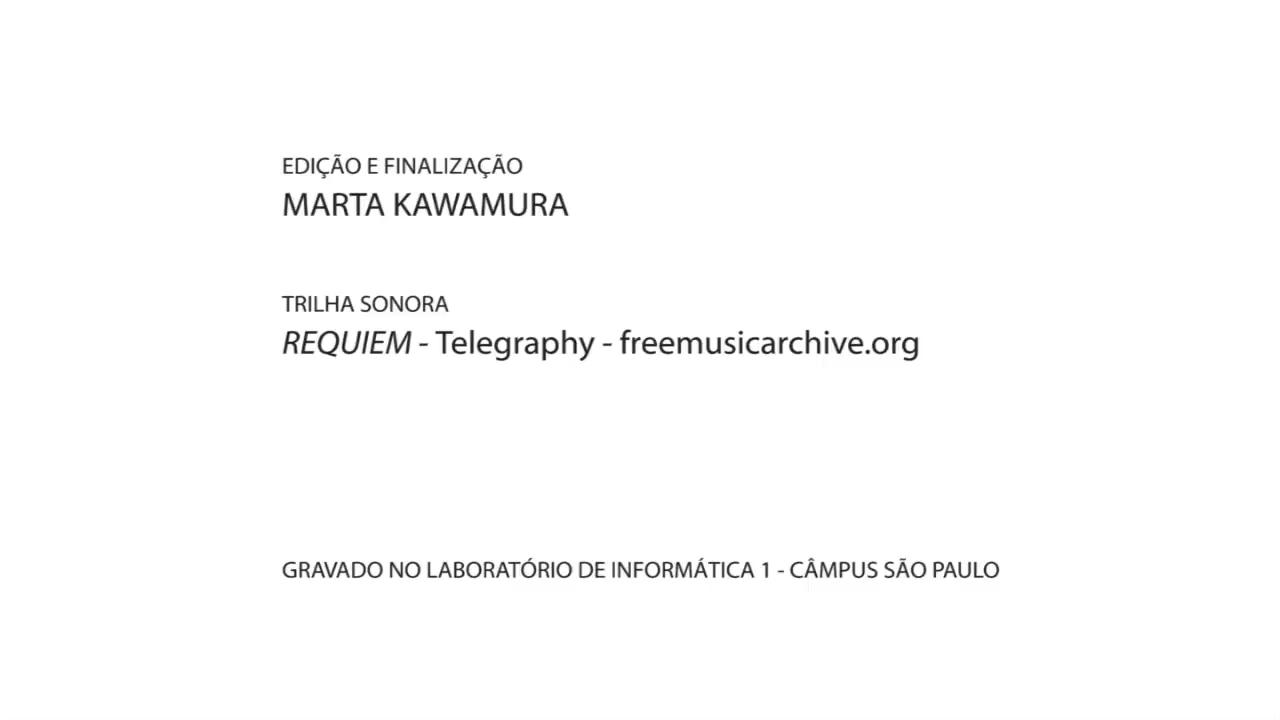 EDIÇÃO E FINALIZAÇÃO
MARTA KAWAMURA
TRILHA SONORA
REQUIEM - Telegraphy - freemusicarchive.org
GRAVADO NO LABORATÓRIO DE INFORMÁTICA 1 - CÂMPUS SÃO PAULO